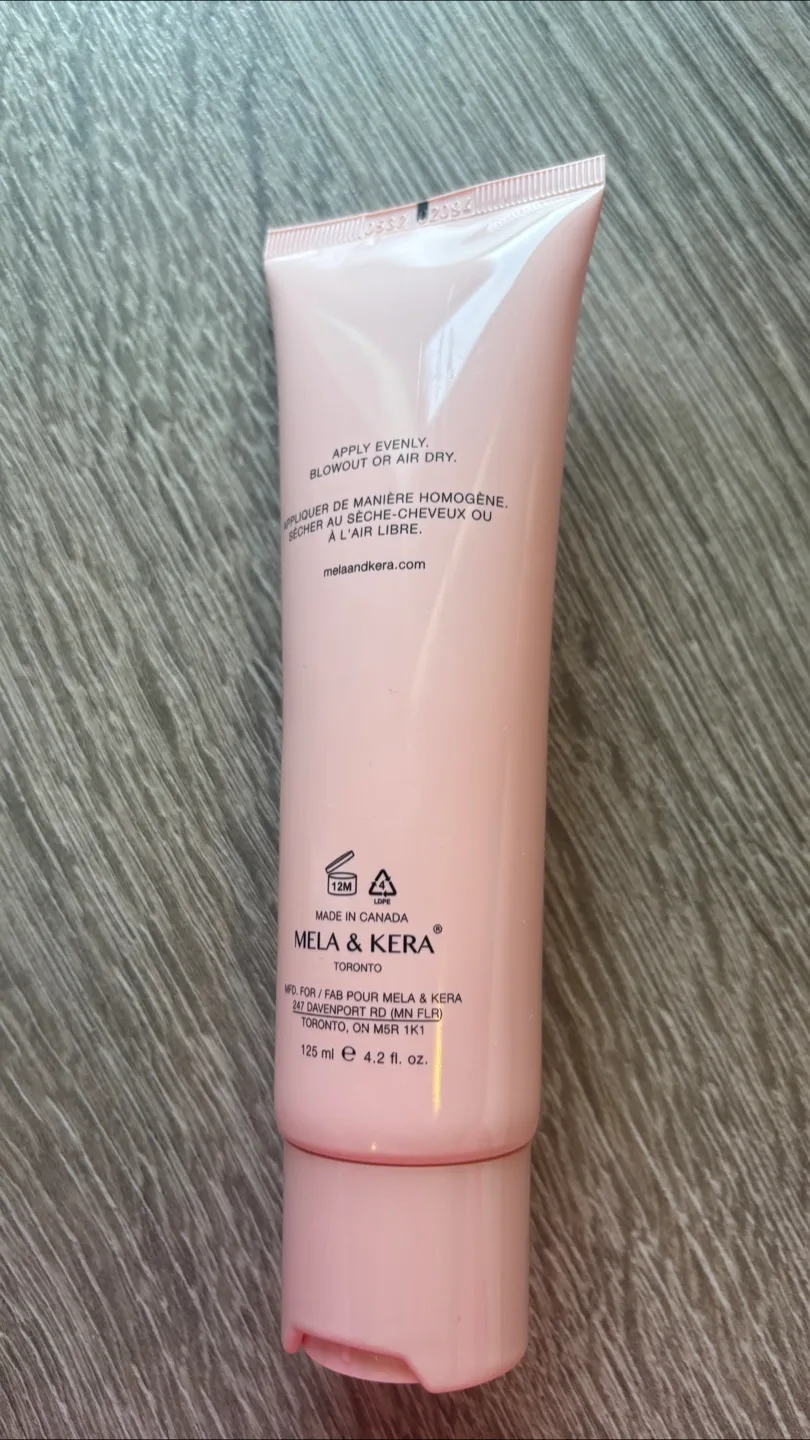 0532 2094
APPLY EVENLY.
BLOWOUT OR AIR DRY.
APPLIQUER DE MANIÈRE HOMOGÈNE.
SÉCHER AU SÈCHE-CHEVEUX OU
À L'AIR LIBRE.
melaandkera.com
12M
4
LDPE
MADE IN CANADA
MELA & KERA®
TORONTO
MFD. FOR / FAB POUR MELA & KERA
247 DAVENPORT RD (MN FLR)
TORONTO, ON M5R 1K1
125 ml e 4.2 fl. oz.